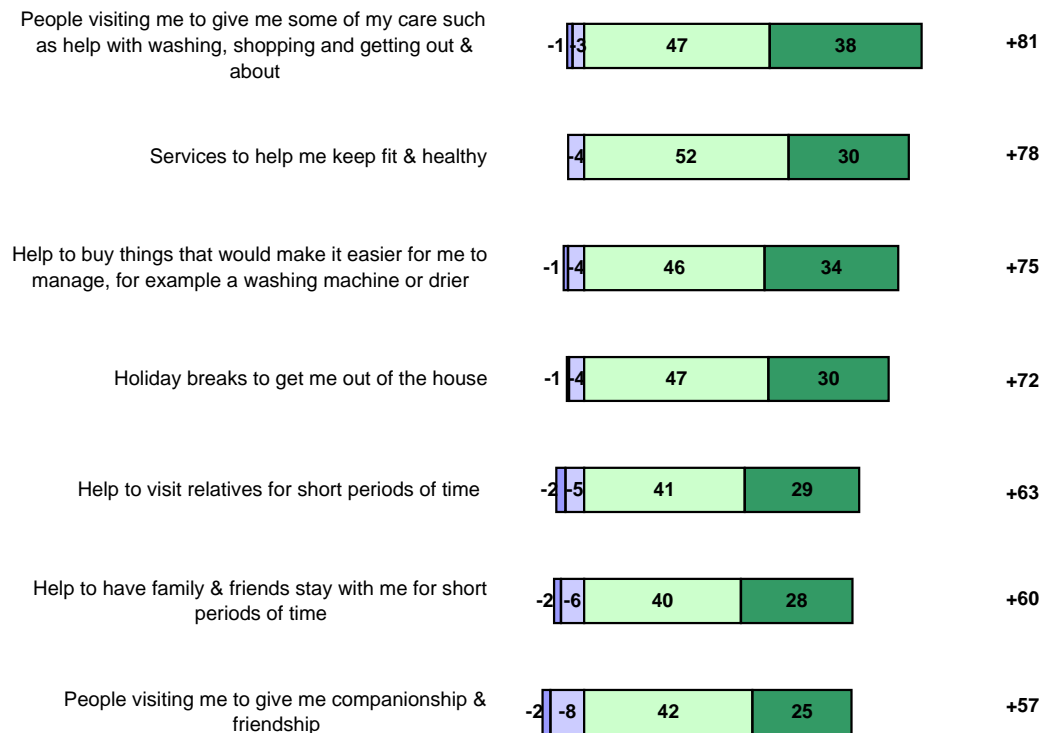 People visiting me to give me some of my care such
as help with washing, shopping and getting out &
about
-1 -3 47 38 +81
Services to help me keep fit & healthy
-4 52 30 +78
Help to buy things that would make it easier for me to
manage, for example a washing machine or drier
-1 -4 46 34 +75
Holiday breaks to get me out of the house
-1 -4 47 30 +72
Help to visit relatives for short periods of time
-2 -5 41 29 +63
Help to have family & friends stay with me for short
periods of time
-2 -6 40 28 +60
People visiting me to give me companionship &
friendship
-2 -8 42 25 +57